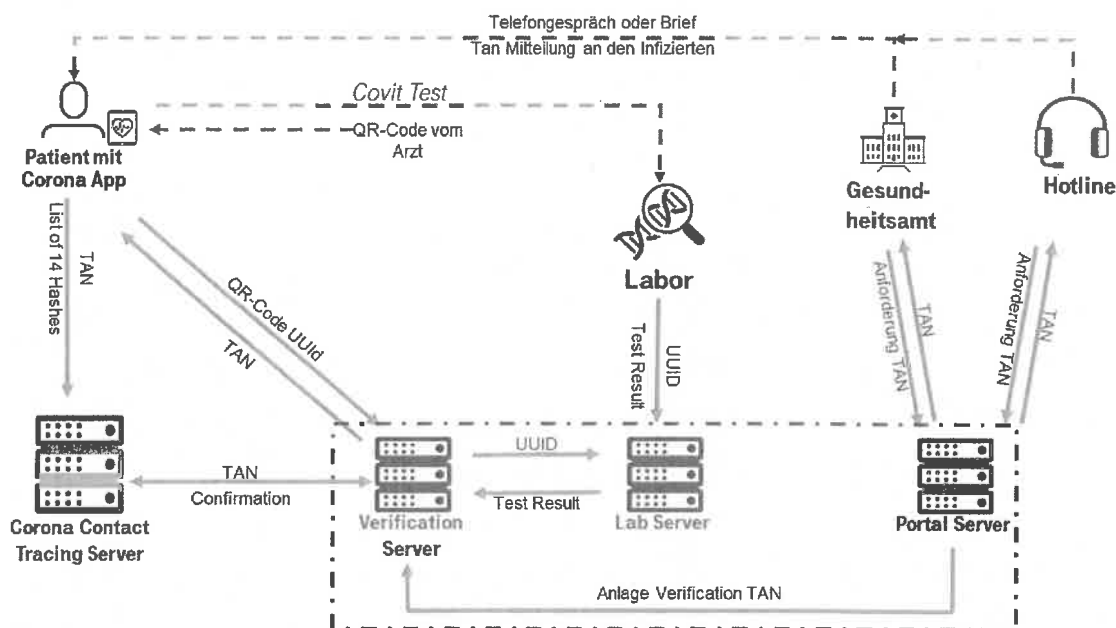 Telefongespräch oder Brief
Tan Mitteilung an den Infizierten
Covit Test
QR-Code vom
Arzt
Patient mit
Corona App
Gesund-
heitsamt
Hotline
Labor
TAN
List of 14 Hashes
QR-Code UUId
TAN
UUID
Test Result
TAN
Anforderung TAN
Anforderung TAN
TAN
UUID
Test Result
TAN
Confirmation
Corona Contact
Tracing Server
Verification
Server
Lab Server
Portal Server
Anlage Verification TAN